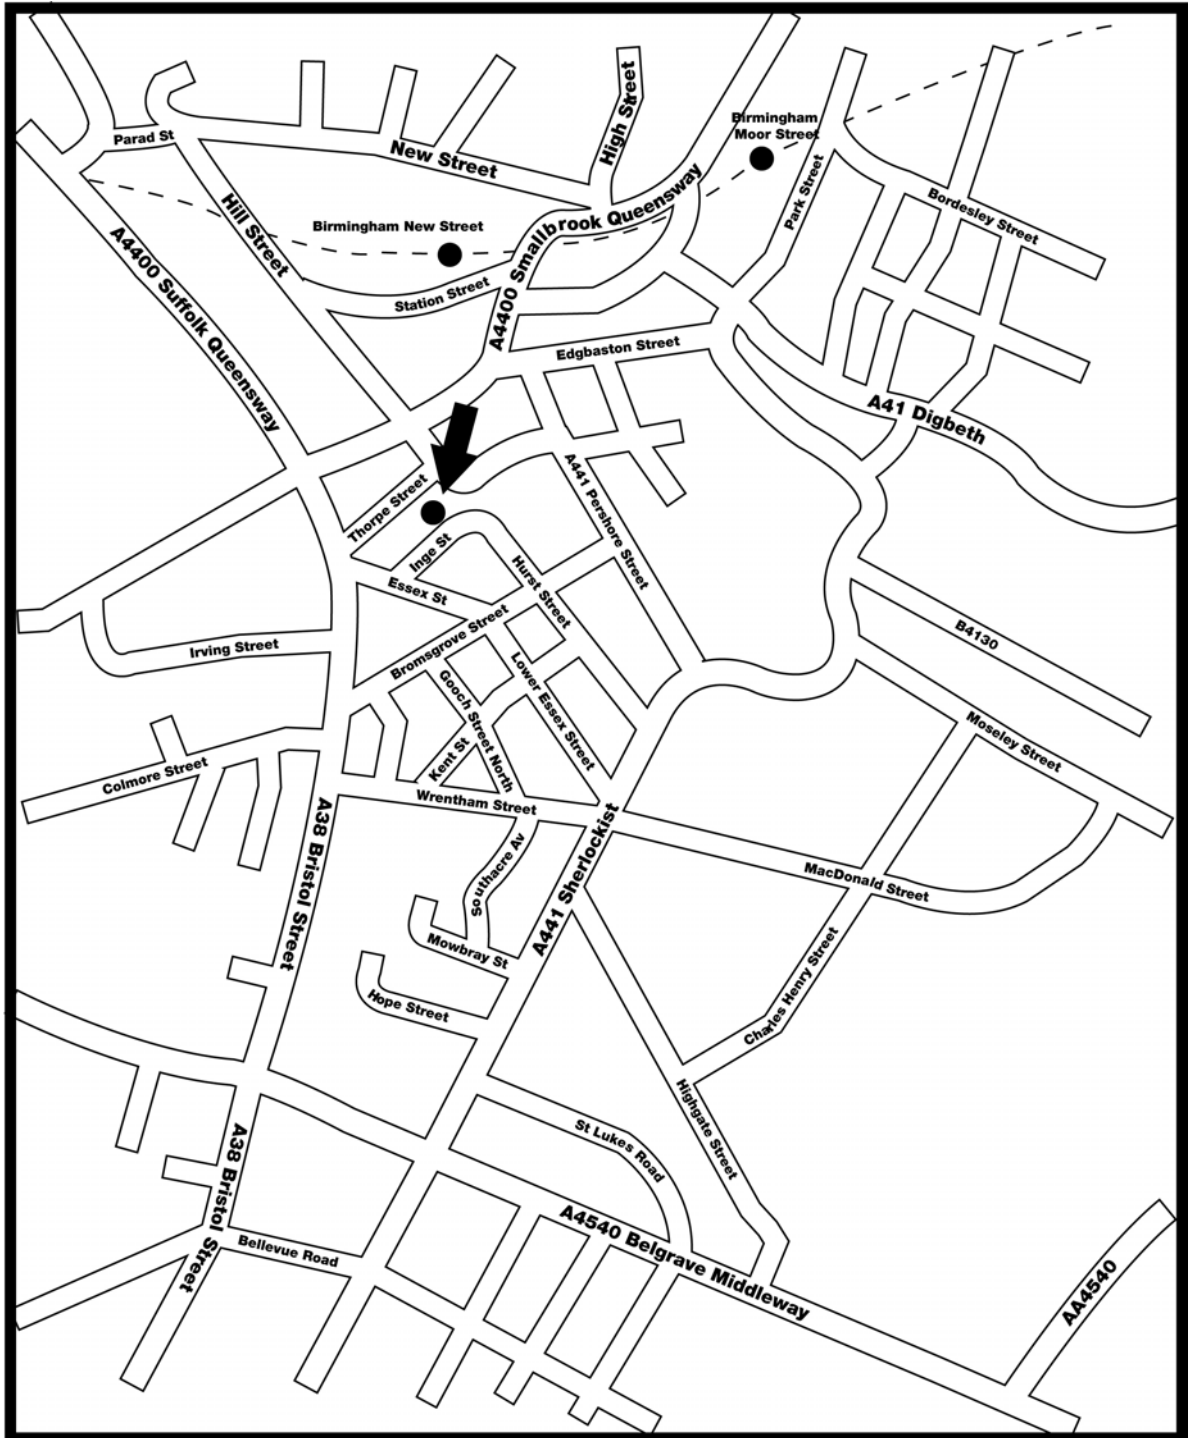 High Street
Birmingham
Moor Street
Parad St
New Street
Park Street
Bordesley Street
Hill Street
Birmingham New Street
A4400 Smallbrook Queensway
A4400 Suffolk Queensway
Station Street
Edgbaston Street
A41 Digbeth
Thorpe Street
A441 Pershore Street
Inge St
Essex St
Hurst Street
Bromsgrove Street
B4130
Irving Street
Lower Essex Street
Gooch Street North
Moseley Street
Kent St
Colmore Street
Wrentham Street
A38 Bristol Street
A441 Sherlockist
Southacre Av
MacDonald Street
Mowbray St
Charles Henry Street
Hope Street
Highgate Street
St Lukes Road
A38 Bristol Street
Bellevue Road
A4540 Belgrave Middleway
AA4540